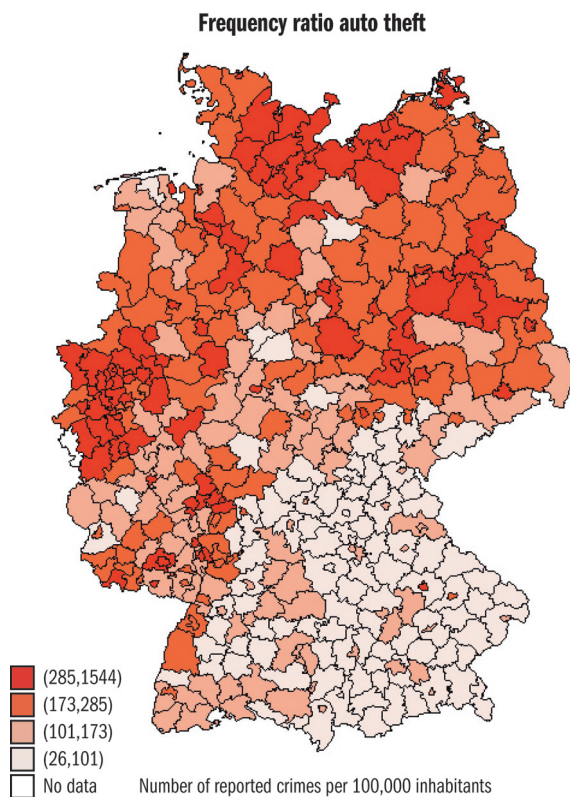 Frequency ratio auto theft
(285,1544)
(173,285)
(101,173)
(26,101)
No data
Number of reported crimes per 100,000 inhabitants